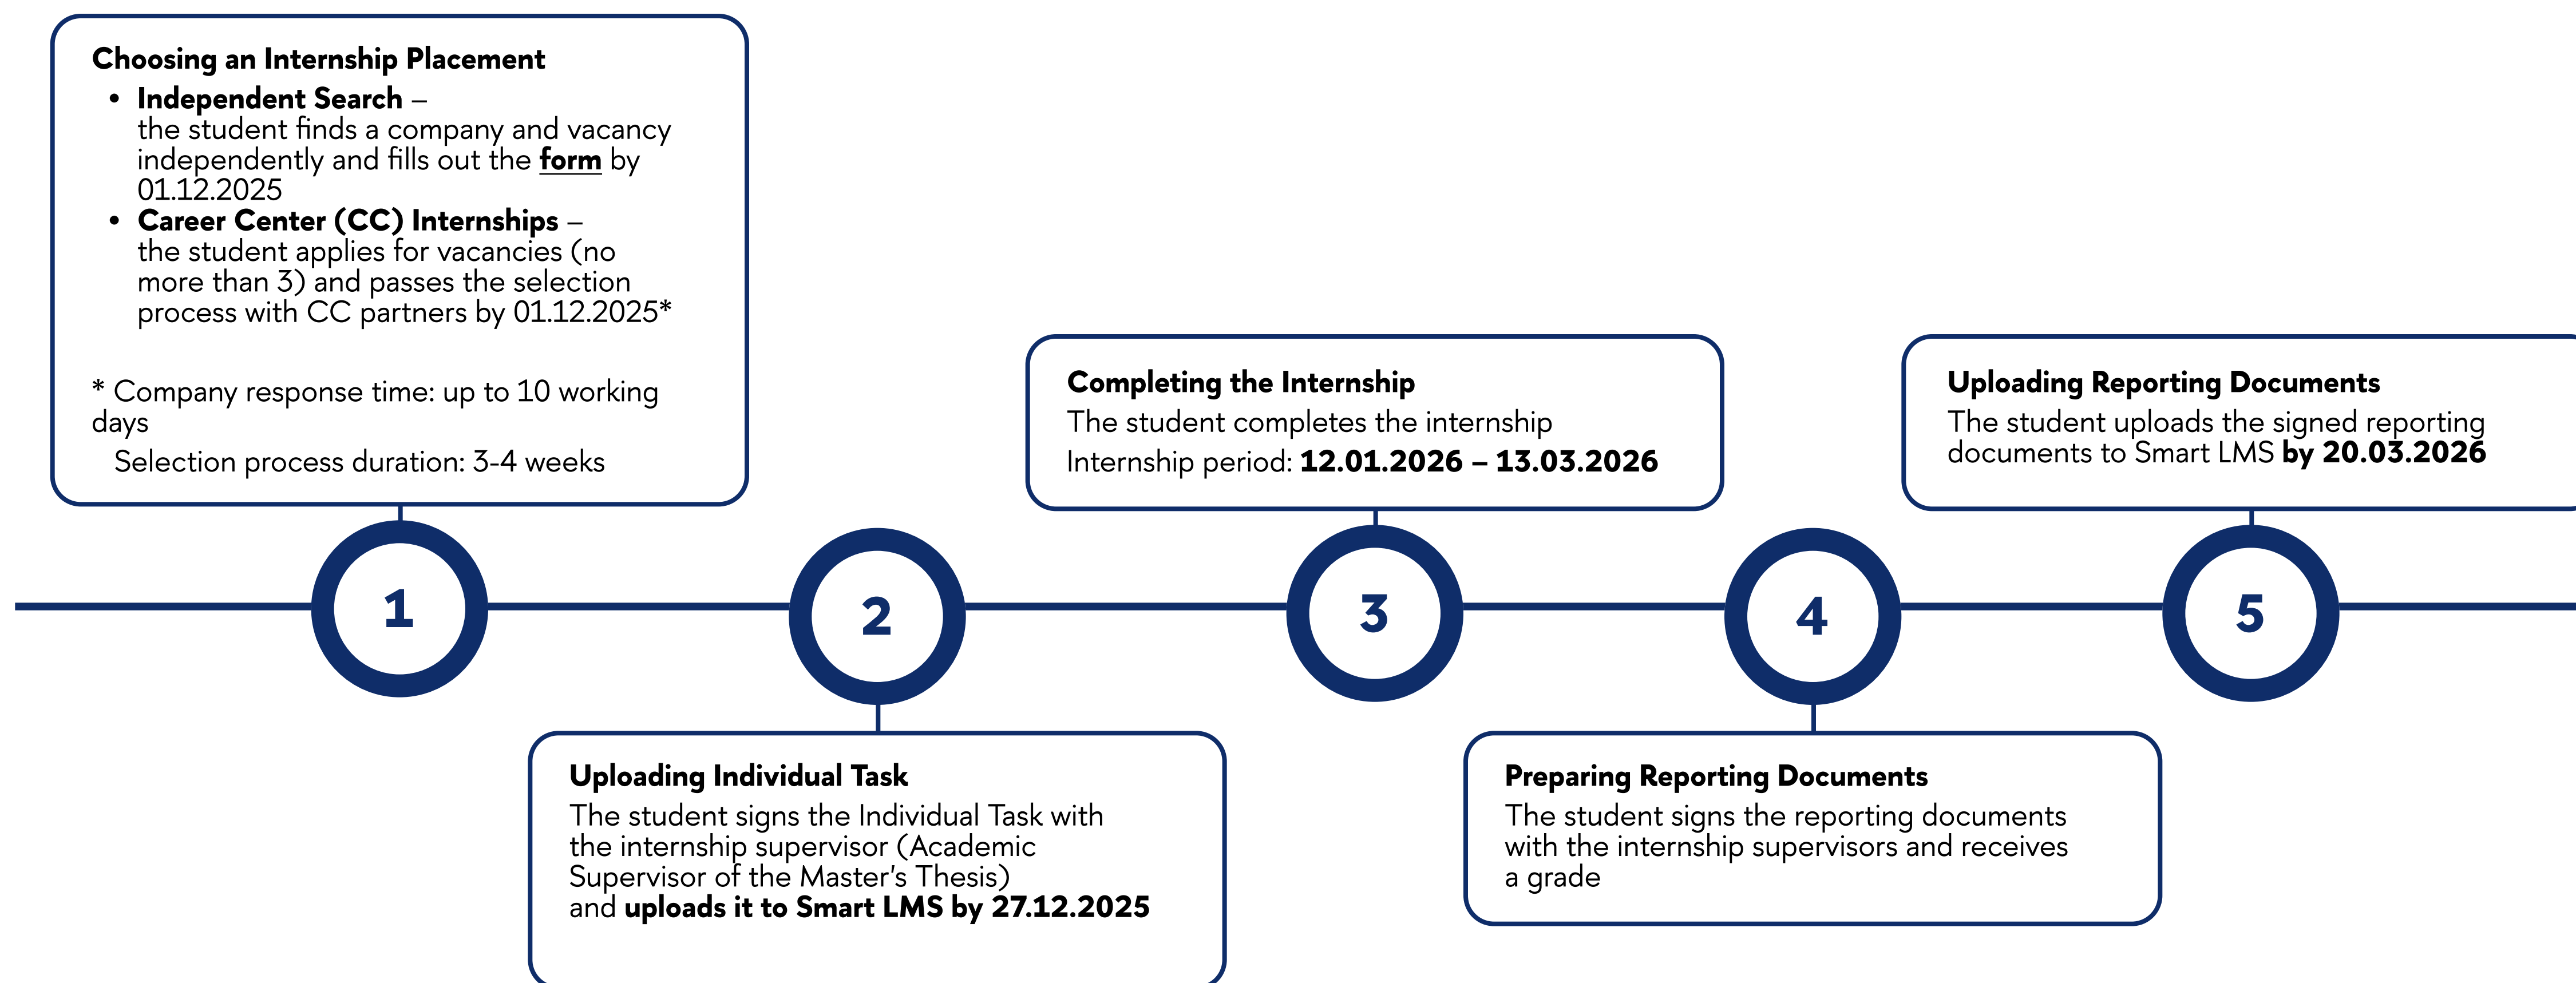 Choosing an Internship Placement
• Independent Search –
the student finds a company and vacancy
independently and fills out the form by
01.12.2025
• Career Center (CC) Internships –
the student applies for vacancies (no
more than 3) and passes the selection
process with CC partners by 01.12.2025*
* Company response time: up to 10 working
days
Selection process duration: 3-4 weeks
1
2
Uploading Individual Task
The student signs the Individual Task with
the internship supervisor (Academic
Supervisor of the Master's Thesis)
and uploads it to Smart LMS by 27.12.2025
Completing the Internship
The student completes the internship
Internship period: 12.01.2026 – 13.03.2026
3
4
Preparing Reporting Documents
The student signs the reporting documents
with the internship supervisors and receives
a grade
Uploading Reporting Documents
The student uploads the signed reporting
documents to Smart LMS by 20.03.2026
5